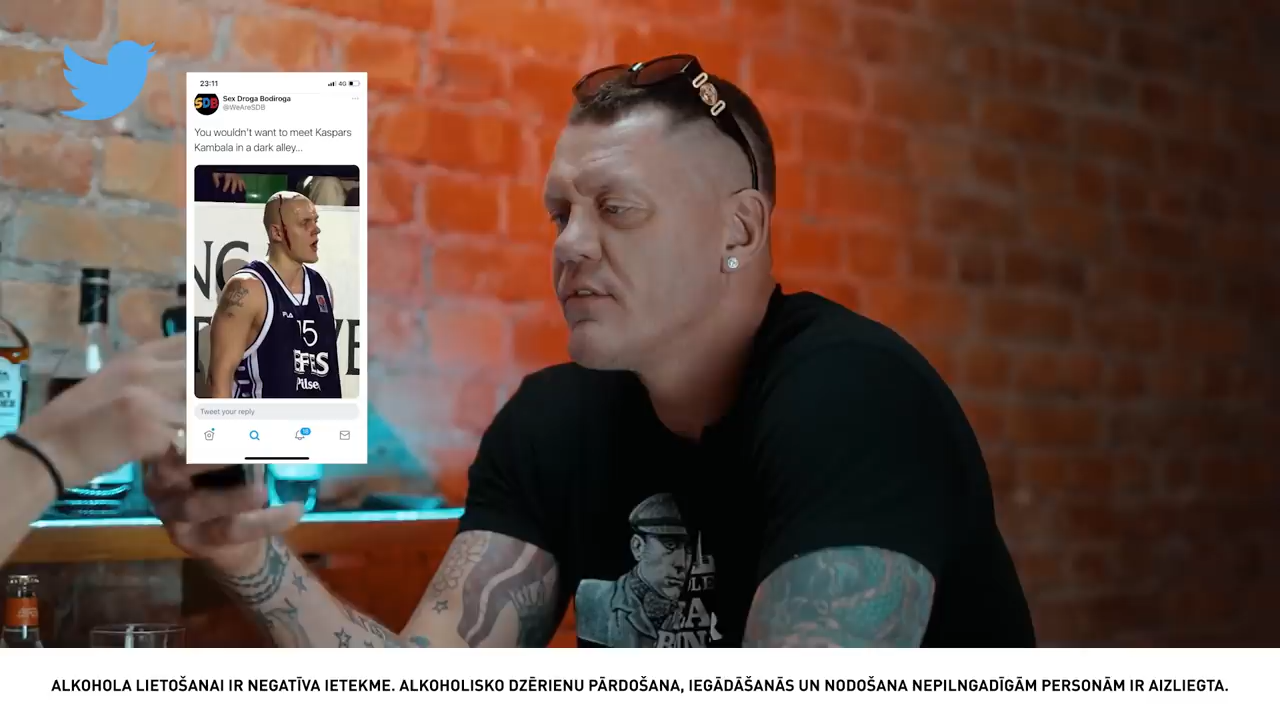 23:11
4G
SDB
Sex Droga Bodiroga
@WeAreSDB
You wouldn't want to meet Kaspars
Kambala in a dark alley...
NG
15
EFES
Pilsen
Tweet your reply
ALKOHOLA LIETOŠANAI IR NEGATĪVA IETEKME. ALKOHOLISKO DZĒRIENU PĀRDOŠANA, IEGĀDĀŠANĀS UN NODOŠANA NEPILNGADĪGĀM PERSONĀM IR AIZLIEGTA.